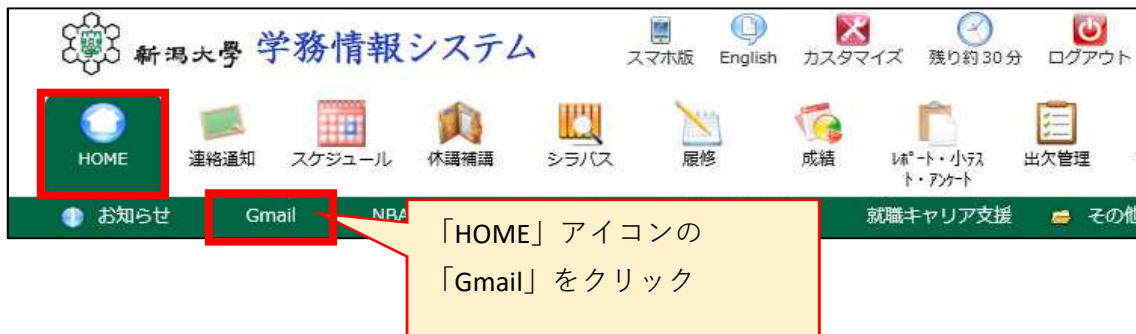 新潟大學 学務情報システム
スマホ版 English カスタマイズ 残り約30分 ログアウト
HOME 連絡通知 スケジュール 休講補講 シラバス 履修 成績 ﾚﾎﾟｰﾄ・小ﾃｽ 出欠管理
ﾄ・ｱﾝｹｰﾄ
お知らせ Gmail NBA 就職キャリア支援 その他
「HOME」アイコンの
「Gmail」をクリック